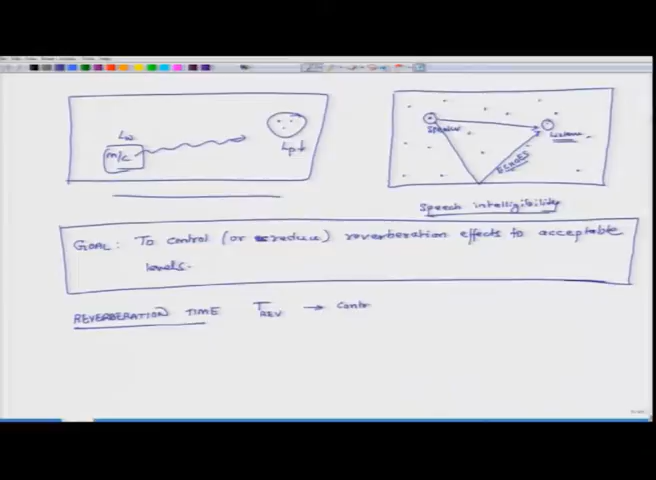 Lw
m/c
Lp↓
Speaker
Listener
ECHOES
Speech intelligibility
GOAL: To control (or reduce) reverberation effects to acceptable
levels.
REVERBERATION TIME T REV → Contr